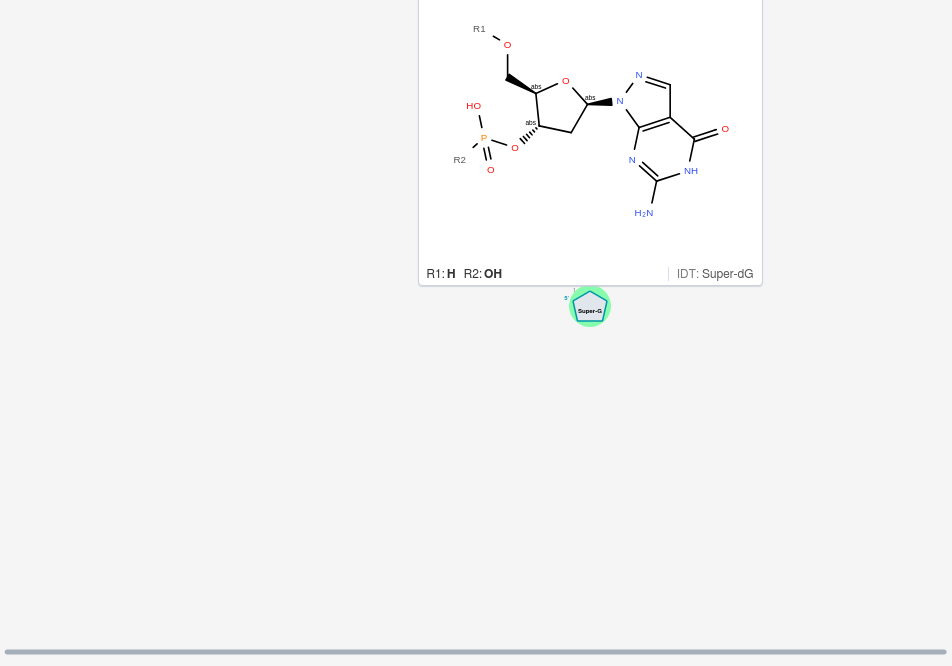 R1
O
abs
O
N
abs
N
HO
abs
O
P
O
R2
O
N
NH
H2N
R1: H R2: OH
IDT: Super-dG
5'
Super-G